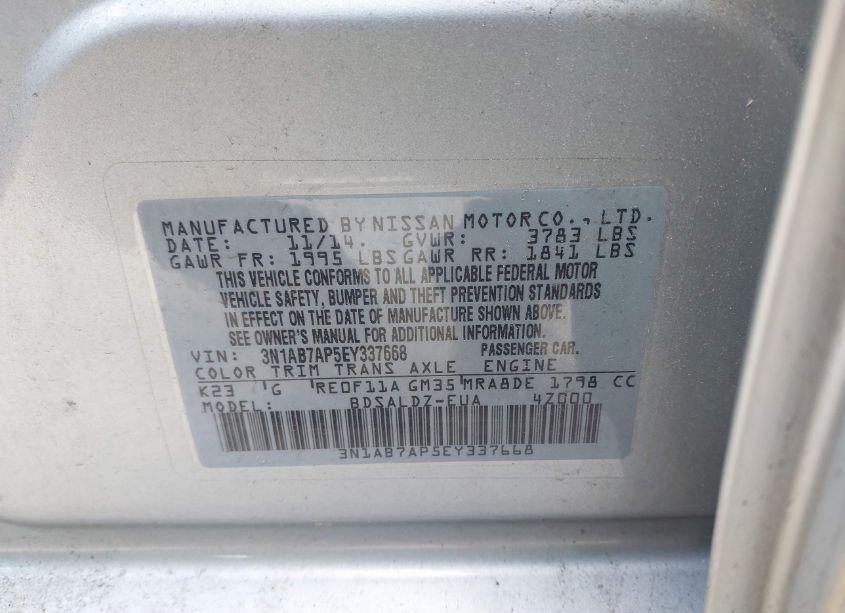 MANUFACTURED BY NISSAN MOTOR CO., LTD.
DATE: 11/14. GVWR: 3783 LBS
GAWR FR: 1995 LBS GAWR RR: 1841 LBS
THIS VEHICLE CONFORMS TO ALL APPLICABLE FEDERAL MOTOR
VEHICLE SAFETY, BUMPER AND THEFT PREVENTION STANDARDS
IN EFFECT ON THE DATE OF MANUFACTURE SHOWN ABOVE.
SEE OWNER'S MANUAL FOR ADDITIONAL INFORMATION.
VIN: 3N1AB7AP5EY337668 PASSENGER CAR.
COLOR TRIM TRANS AXLE ENGINE
K23 G RE0F11A GM35 MRA8DE 1798 CC
MODEL: BDSALDZ-EUA 4Z000
3N1AB7AP5EY337668